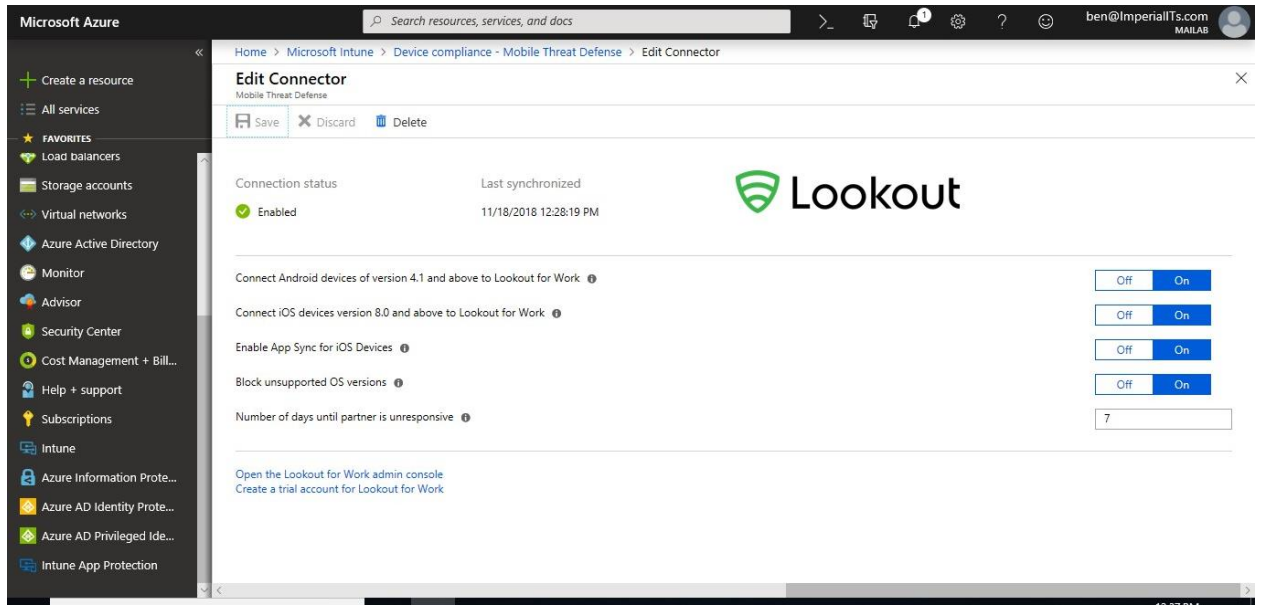 Microsoft Azure
Search resources, services, and docs
1
ben@ImperialITs.com
MAILAB
Home > Microsoft Intune > Device compliance - Mobile Threat Defense > Edit Connector
Create a resource
All services
FAVORITES
Load balancers
Storage accounts
Virtual networks
Azure Active Directory
Monitor
Advisor
Security Center
Cost Management + Bill...
Help + support
Subscriptions
Intune
Azure Information Prote...
Azure AD Identity Prote...
Azure AD Privileged Ide...
Intune App Protection
Edit Connector
Mobile Threat Defense
Save Discard Delete
Connection status Last synchronized
Enabled 11/18/2018 12:28:19 PM
Lookout
Connect Android devices of version 4.1 and above to Lookout for Work Off On
Connect iOS devices version 8.0 and above to Lookout for Work Off On
Enable App Sync for iOS Devices Off On
Block unsupported OS versions Off On
Number of days until partner is unresponsive 7
Open the Lookout for Work admin console
Create a trial account for Lookout for Work